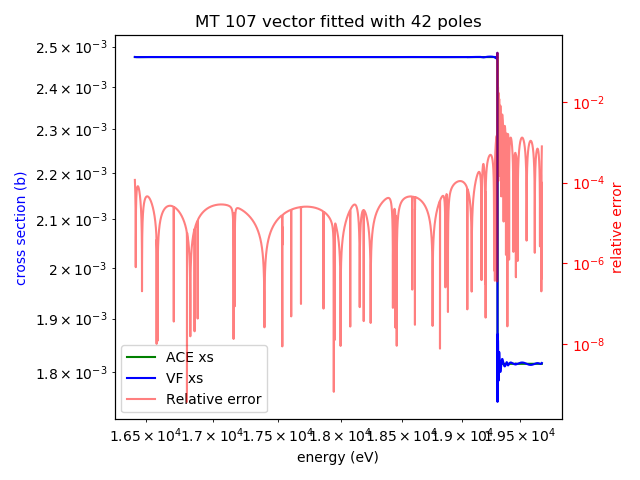 MT 107 vector fitted with 42 poles
2.5 × 10⁻³
2.4 × 10⁻³
2.3 × 10⁻³
2.2 × 10⁻³
2.1 × 10⁻³
2 × 10⁻³
1.9 × 10⁻³
1.8 × 10⁻³
cross section (b)
10⁻²
10⁻⁴
10⁻⁶
10⁻⁸
relative error
ACE xs
VF xs
Relative error
1.65 × 10⁴ 1.7 × 10⁴ 1.75 × 10⁴ 1.8 × 10⁴ 1.85 × 10⁴ 1.9 × 10⁴ 1.95 × 10⁴
energy (eV)